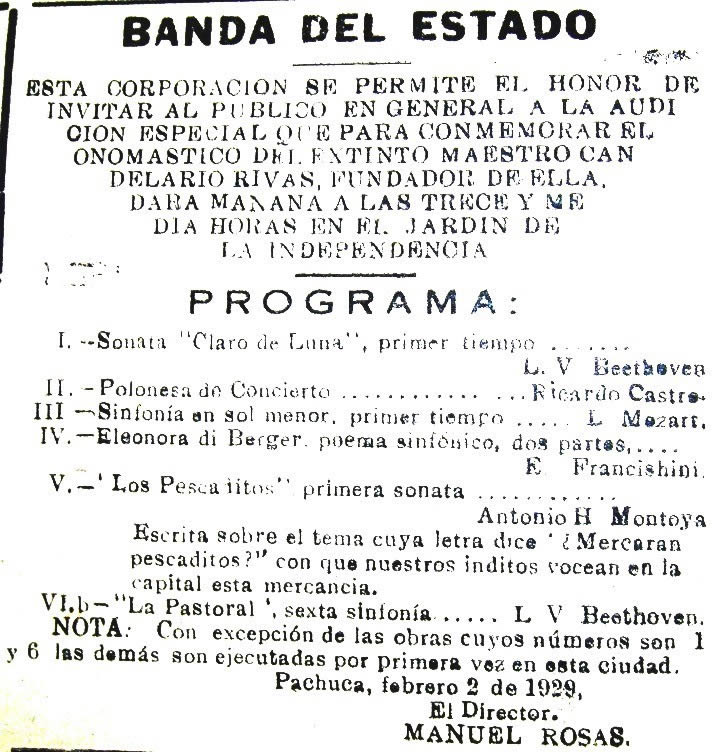 BANDA DEL ESTADO
ESTA CORPORACION SE PERMITE EL HONOR DE
INVITAR AL PUBLICO EN GENERAL A LA AUDI
CION ESPECIAL QUE PARA CONMEMORAR EL
ONOMASTICO DEL EXTINTO MAESTRO CAN
DELARIO RIVAS, FUNDADOR DE ELLA,
DARA MAÑANA A LAS TRECE Y ME
DIA HORAS EN EL JARDIN DE
LA INDEPENDENCIA
PROGRAMA:
I.--Sonata "Claro de Luna", primer tiempo .......
L. V Beethoven
II. -Polonesa de Concierto ............... Ricardo Castro.
III —Sinfonía en sol menor, primer tiempo ..... L Mozart.
IV.—Eleonora di Berger. poema sinfónico, dos partes,....
E Francishini.
V.—' Los Pescaditos" primera sonata ............
Antonio H Montoya
Escrita sobre el tema cuya letra dice ' ¿Mercaran
pescaditos?" con que nuestros inditos vocean en la
capital esta mercancia.
VI.b—"La Pastoral ', sexta sinfonía...... L V Beethoven.
NOTA: Con excepción de las obras cuyos números son 1
y 6 las demás son ejecutadas por primera vez en esta ciudad.
Pachuca, febrero 2 de 1929,
El Director.
MANUEL ROSAS.